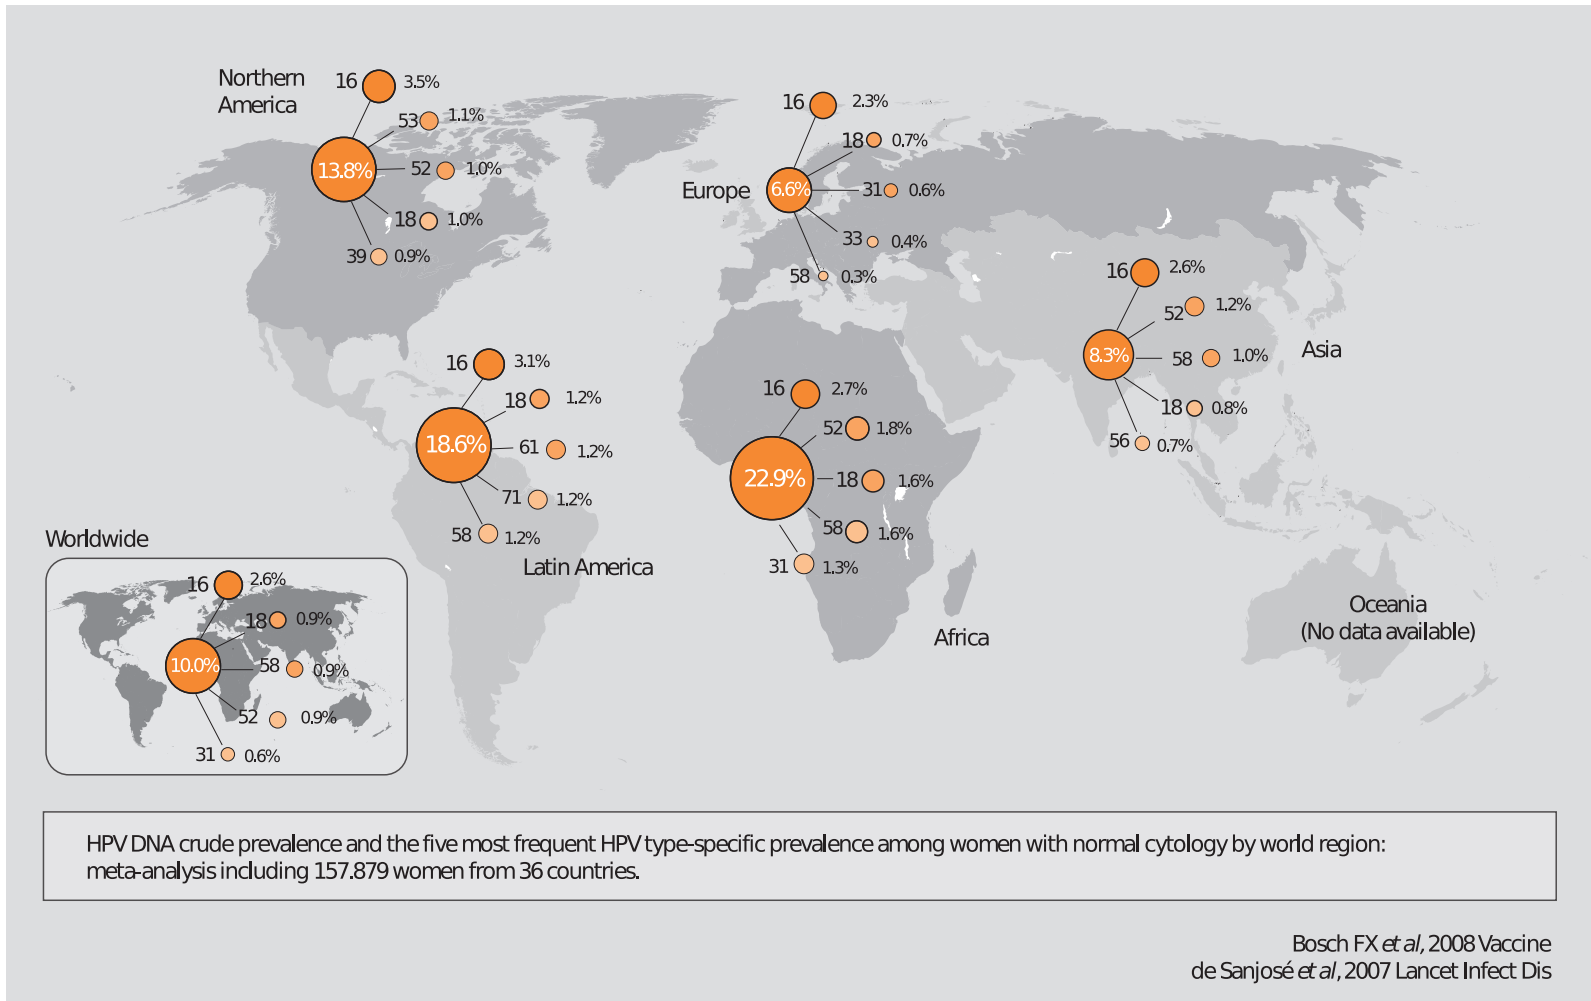 Northern
America
16 3.5%
53 1.1%
13.8% 52 1.0%
18 1.0%
39 0.9%
16 2.3%
18 0.7%
Europe 6.6% 31 0.6%
33 0.4%
58 0.3%
16 2.6%
52 1.2%
8.3% 58 1.0% Asia
18 0.8%
56 0.7%
16 3.1%
18 1.2%
18.6% 61 1.2%
71 1.2%
58 1.2%
Latin America
16 2.7%
52 1.8%
22.9% 18 1.6%
58 1.6%
31 1.3%
Africa
Oceania
(No data available)
Worldwide
16 2.6%
18 0.9%
10.0% 58 0.9%
52 0.9%
31 0.6%
HPV DNA crude prevalence and the five most frequent HPV type-specific prevalence among women with normal cytology by world region:
meta-analysis including 157.879 women from 36 countries.
Bosch FX et al, 2008 Vaccine
de Sanjosé et al, 2007 Lancet Infect Dis